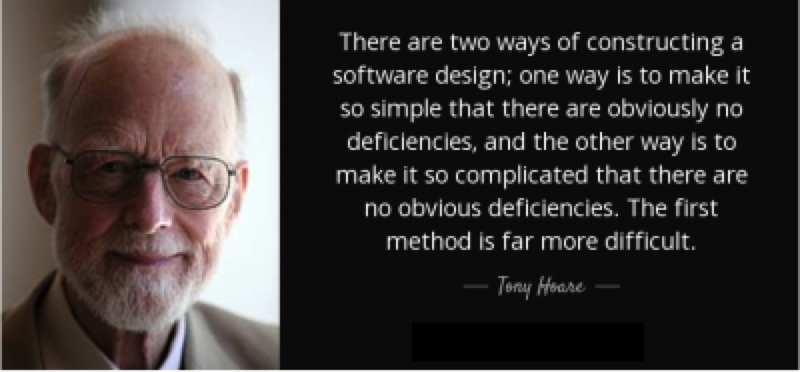 There are two ways of constructing a
software design; one way is to make it
so simple that there are obviously no
deficiencies, and the other way is to
make it so complicated that there are
no obvious deficiencies. The first
method is far more difficult.
— Tony Hoare —